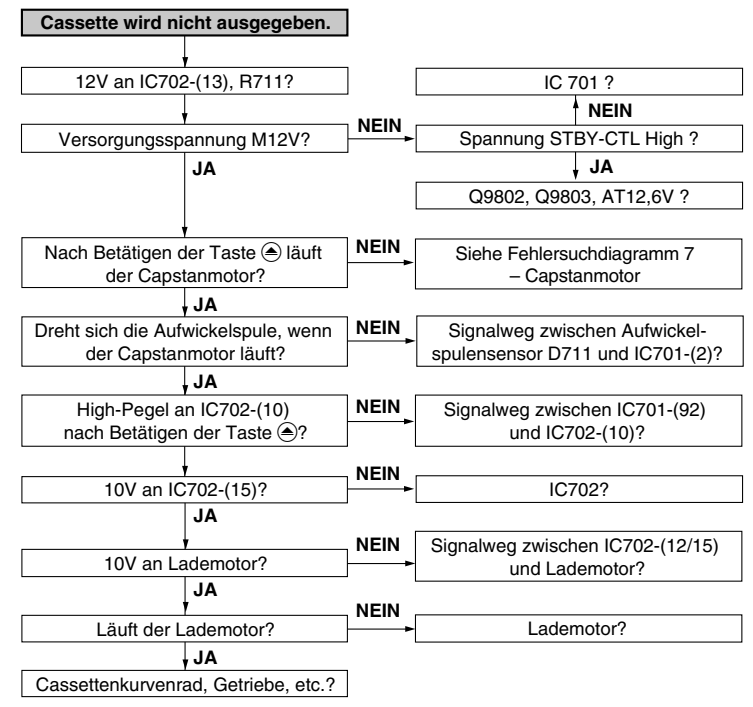 Cassette wird nicht ausgegeben.
12V an IC702-(13), R711?
IC 701 ?
NEIN
Versorgungsspannung M12V?
NEIN
Spannung STBY-CTL High ?
JA
JA
Q9802, Q9803, AT12,6V ?
Nach Betätigen der Taste ⏏ läuft
der Capstanmotor?
NEIN
Siehe Fehlersuchdiagramm 7
– Capstanmotor
JA
Dreht sich die Aufwickelspule, wenn
der Capstanmotor läuft?
NEIN
Signalweg zwischen Aufwickel-
spulensensor D711 und IC701-(2)?
JA
High-Pegel an IC702-(10)
nach Betätigen der Taste ⏏?
NEIN
Signalweg zwischen IC701-(92)
und IC702-(10)?
10V an IC702-(15)?
NEIN
IC702?
JA
10V an Lademotor?
NEIN
Signalweg zwischen IC702-(12/15)
und Lademotor?
JA
Läuft der Lademotor?
NEIN
Lademotor?
JA
Cassettenkurvenrad, Getriebe, etc.?